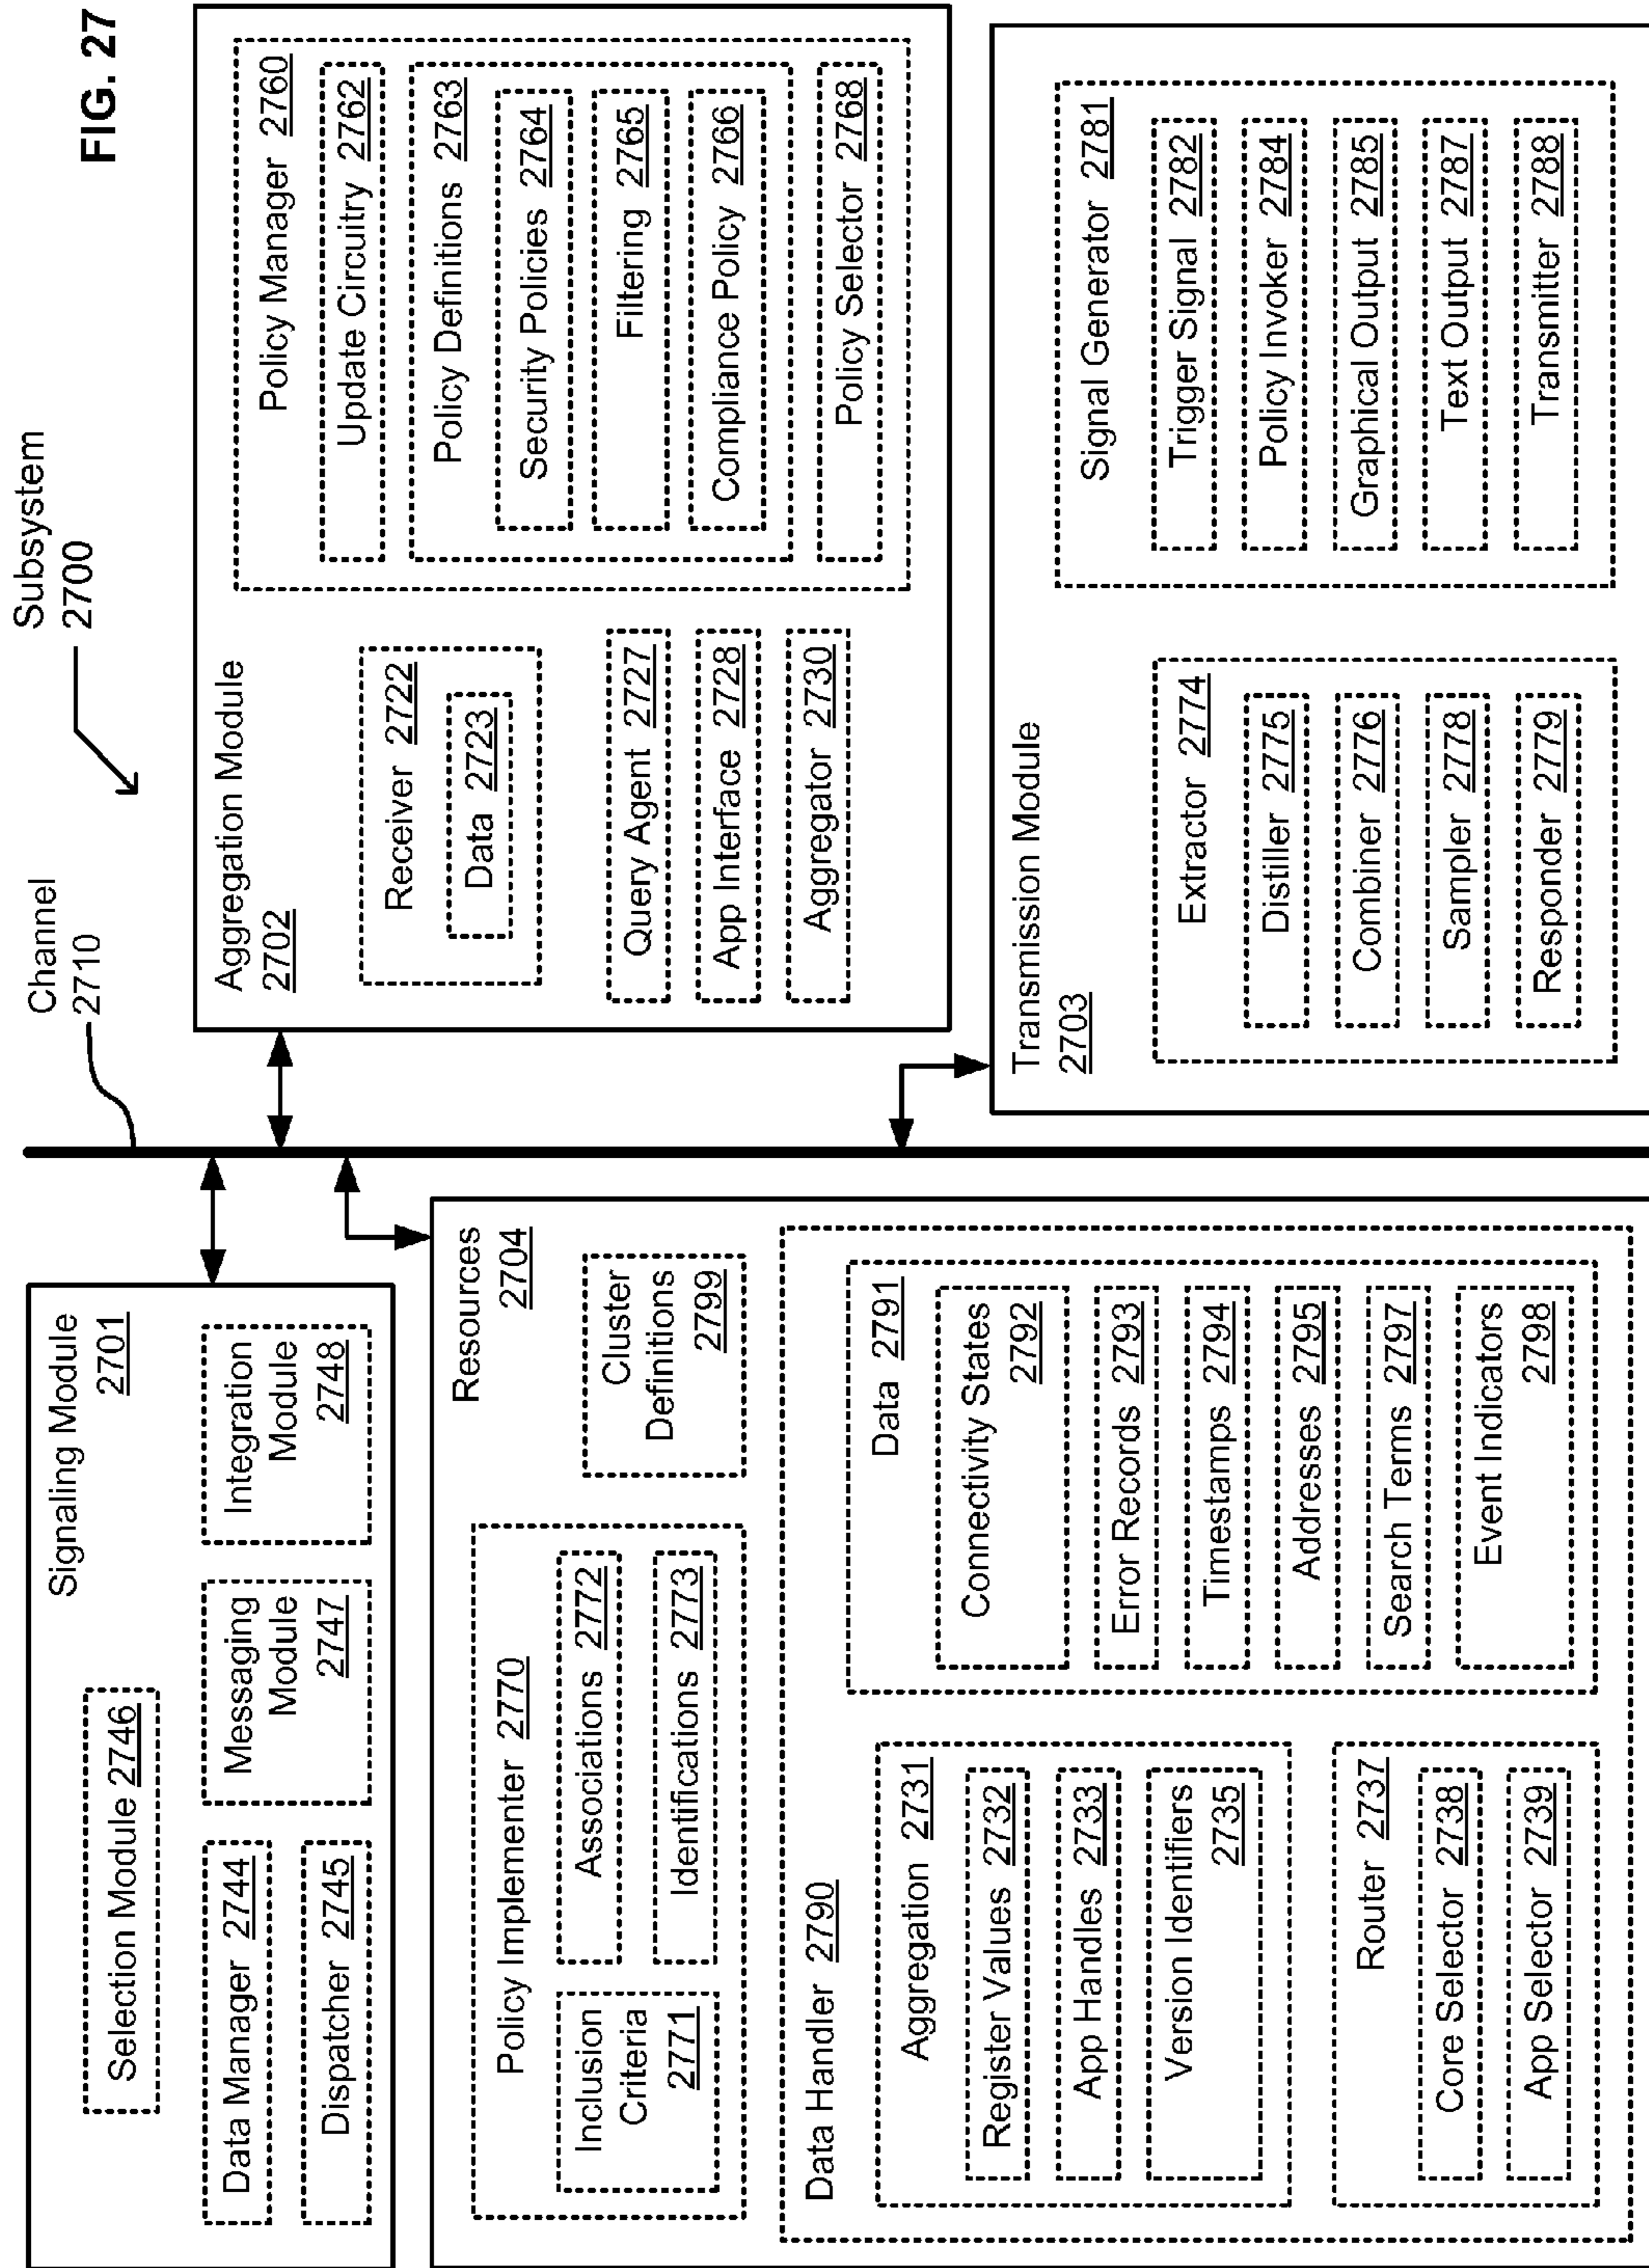 FIG. 27
Subsystem
2700
Channel
2710
Signaling Module
2701
Selection Module 2746
Data Manager 2744
Dispatcher 2745
Messaging
Module
2747
Integration
Module
2748
Aggregation Module
2702
Receiver 2722
Data 2723
Query Agent 2727
App Interface 2728
Aggregator 2730
Policy Manager 2760
Update Circuitry 2762
Policy Definitions 2763
Security Policies 2764
Filtering 2765
Compliance Policy 2766
Policy Selector 2768
Resources
2704
Policy Implementer 2770
Inclusion
Criteria
2771
Associations 2772
Identifications 2773
Cluster
Definitions
2799
Data Handler 2790
Aggregation 2731
Register Values 2732
App Handles 2733
Version Identifiers
2735
Router 2737
Core Selector 2738
App Selector 2739
Data 2791
Connectivity States
2792
Error Records 2793
Timestamps 2794
Addresses 2795
Search Terms 2797
Event Indicators
2798
Transmission Module
2703
Extractor 2774
Distiller 2775
Combiner 2776
Sampler 2778
Responder 2779
Signal Generator 2781
Trigger Signal 2782
Policy Invoker 2784
Graphical Output 2785
Text Output 2787
Transmitter 2788